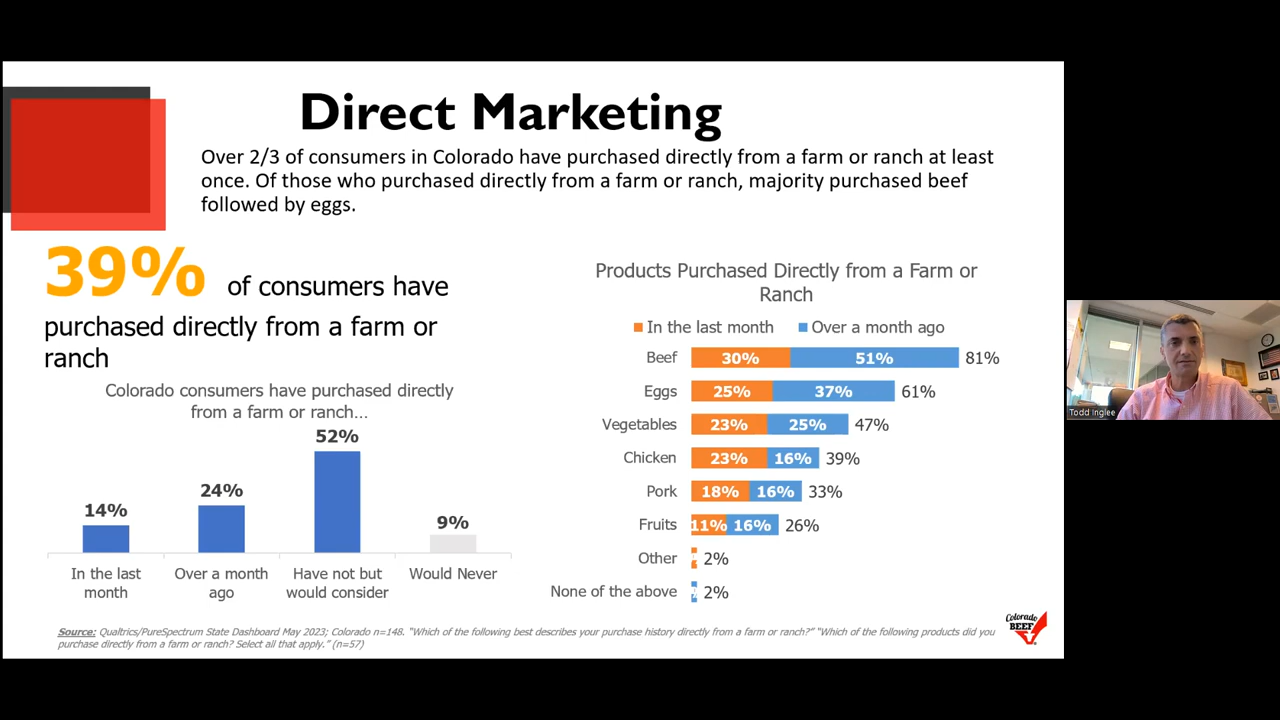 Direct Marketing
Over 2/3 of consumers in Colorado have purchased directly from a farm or ranch at least
once. Of those who purchased directly from a farm or ranch, majority purchased beef
followed by eggs.
39% of consumers have
purchased directly from a farm or
ranch
Colorado consumers have purchased directly
from a farm or ranch...
14%
24%
52%
9%
In the last
month
Over a month
ago
Have not but
would consider
Would Never
Products Purchased Directly from a Farm or
Ranch
In the last month Over a month ago
Beef 30% 51% 81%
Eggs 25% 37% 61%
Vegetables 23% 25% 47%
Chicken 23% 16% 39%
Pork 18% 16% 33%
Fruits 11% 16% 26%
Other 2%
None of the above 2%
Source: Qualtrics/PureSpectrum State Dashboard May 2023; Colorado n=148. "Which of the following best describes your purchase history directly from a farm or ranch?" "Which of the following products did you
purchase directly from a farm or ranch? Select all that apply." (n=57)
Colorado
BEEF
Todd Inglee